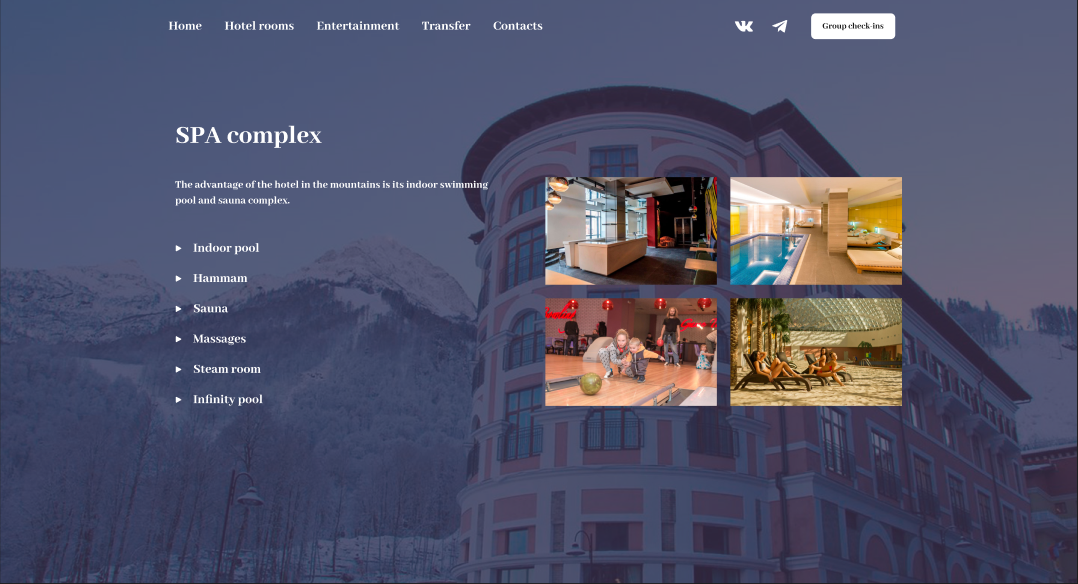 Home
Hotel rooms
Entertainment
Transfer
Contacts
Group check-ins
SPA complex
The advantage of the hotel in the mountains is its indoor swimming
pool and sauna complex.
Indoor pool
Hammam
Sauna
Massages
Steam room
Infinity pool